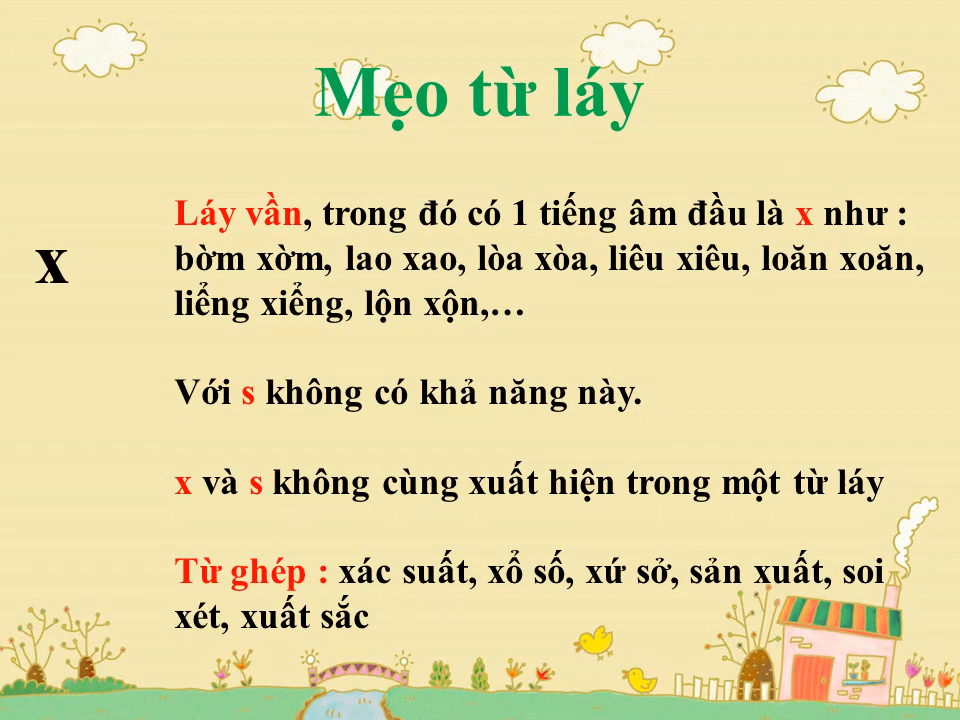 Mẹo từ láy
x
Láy vần, trong đó có 1 tiếng âm đầu là x như :
bờm xờm, lao xao, lòa xòa, liêu xiêu, loăn xoăn,
liểng xiểng, lộn xộn,…
Với s không có khả năng này.
x và s không cùng xuất hiện trong một từ láy
Từ ghép : xác suất, xổ số, xứ sở, sản xuất, soi
xét, xuất sắc